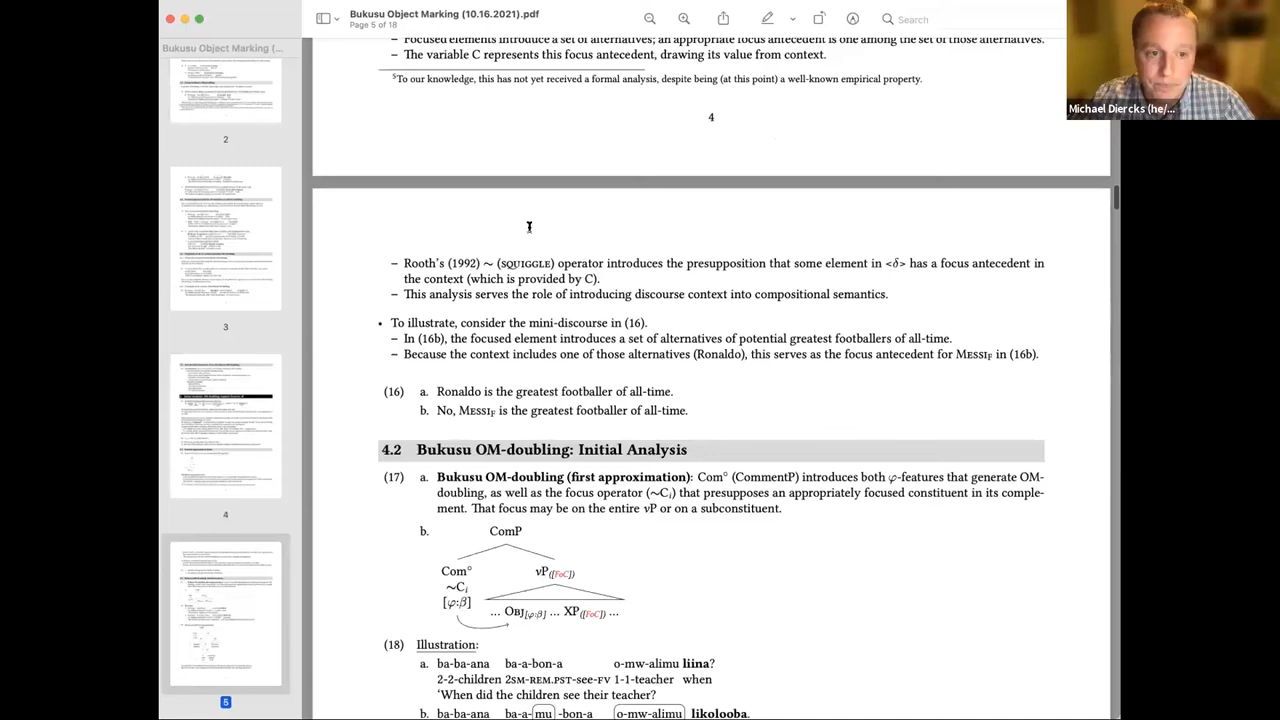 Bukusu Object Marking (10.16.2021).pdf
Page 5 of 18
Search
Bukusu Object Marking (...
Michael Diercks (he/...
2
3
4
5
– Focused elements introduce a set of alternatives; an appropriate focus antecedent is one among the set of those alternatives.
– The variable C represents this focus antecedent, drawing its value from context.
⁵To our knowledge, this has not yet received a formal analysis, despite being (at this point) a well-known empirical property.
4
– Rooth's (1992) ∼ (SQUIGGLE) operator introduces the presupposition that some element in its scope has a focus antecedent in
the context (which is produced by C).
– This analysis serves the role of introducing discourse context into compositional semantics.
• To illustrate, consider the mini-discourse in (16).
– In (16b), the focused element introduces a set of alternatives of potential greatest footballers of all-time.
– Because the context includes one of those alternatives (Ronaldo), this serves as the focus antecedent for MESSI_F in (16b).
(16) a. Ronaldo is the greatest footballer of all-time.
b. No, MESSI_F is the greatest footballer of all-time.
4.2 Bukusu OM-doubling: Initial Analysis
(17) a. Bukusu OM-doubling (first approximation): Com° (CommentP) introduces both φ-features that generate OM-
doubling, as well as the focus operator (∼C_i) that presupposes an appropriately focused constituent in its comple-
ment. That focus may be on the entire vP or on a subconstituent.
b. ComP
Com° vP([FOC])
∼C
[φ: ... OBJ[φ] XP([FOC]) ...
(18) Illustration:
a. ba-ba-ana ba-a-bon-a o-mw-alimu liina?
2-2-children 2SM-REM.PST-see-FV 1-1-teacher when
'When did the children see their teacher?
b. ba-ba-ana ba-a- mu -bon-a o-mw-alimu likolooba.